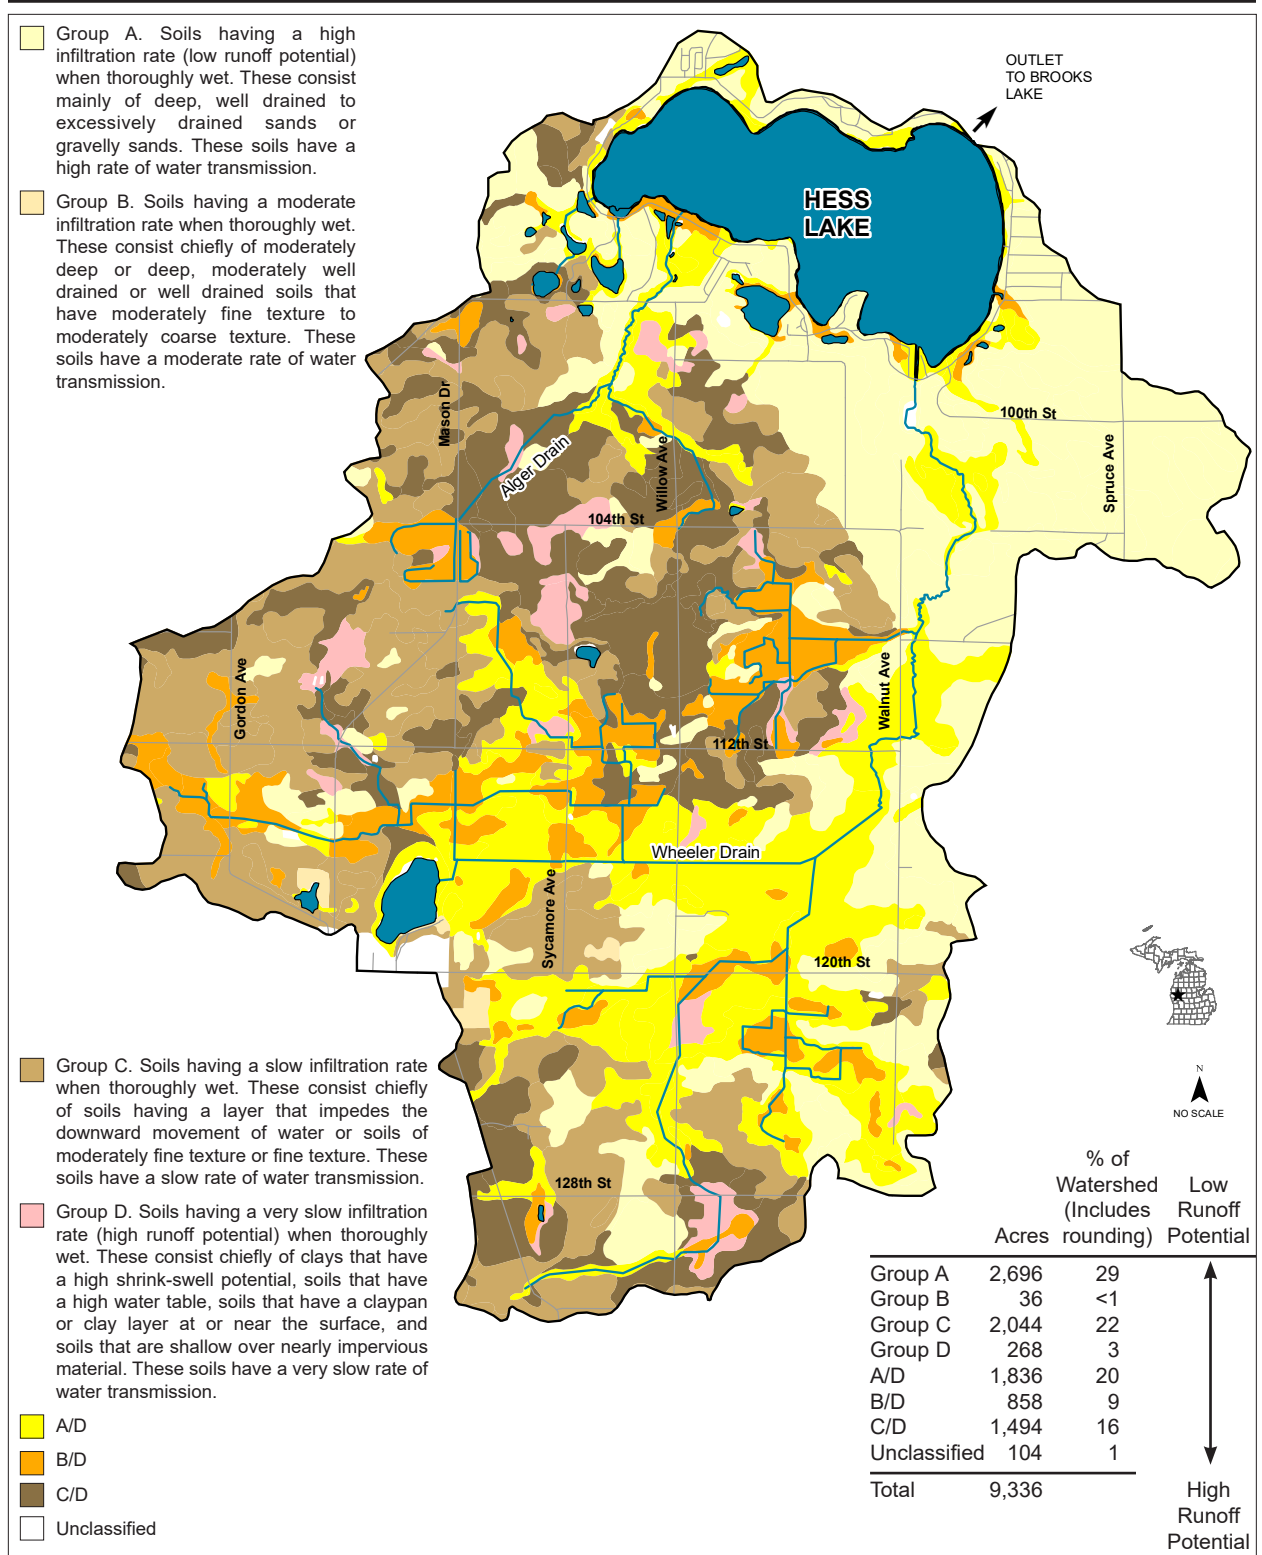 Group A. Soils having a high
infiltration rate (low runoff potential)
when thoroughly wet. These consist
mainly of deep, well drained to
excessively drained sands or
gravelly sands. These soils have a
high rate of water transmission.
Group B. Soils having a moderate
infiltration rate when thoroughly wet.
These consist chiefly of moderately
deep or deep, moderately well
drained or well drained soils that
have moderately fine texture to
moderately coarse texture. These
soils have a moderate rate of water
transmission.
OUTLET
TO BROOKS
LAKE
HESS
LAKE
Mason Dr
Alger Drain
Willow Ave
100th St
Spruce Ave
104th St
Gordon Ave
Walnut Ave
112th St
Wheeler Drain
Sycamore Ave
120th St
128th St
N
NO SCALE
Group C. Soils having a slow infiltration rate
when thoroughly wet. These consist chiefly
of soils having a layer that impedes the
downward movement of water or soils of
moderately fine texture or fine texture. These
soils have a slow rate of water transmission.
Group D. Soils having a very slow infiltration
rate (high runoff potential) when thoroughly
wet. These consist chiefly of clays that have
a high shrink-swell potential, soils that have
a high water table, soils that have a claypan
or clay layer at or near the surface, and
soils that are shallow over nearly impervious
material. These soils have a very slow rate of
water transmission.
A/D
B/D
C/D
Unclassified
% of
Watershed Low
(Includes Runoff
Acres rounding) Potential
Group A 2,696 29
Group B 36 <1
Group C 2,044 22
Group D 268 3
A/D 1,836 20
B/D 858 9
C/D 1,494 16
Unclassified 104 1
Total 9,336
High
Runoff
Potential